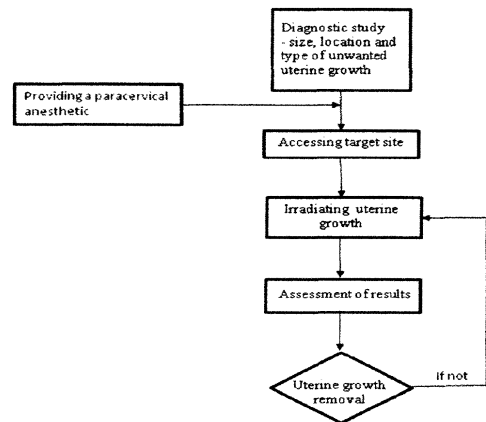 Diagnostic study
- size, location and
type of unwanted
uterine growth
Providing a paracervical
anesthetic
Accessing target site
Irradiating uterine
growth
Assessment of results
Uterine growth
removal
if not